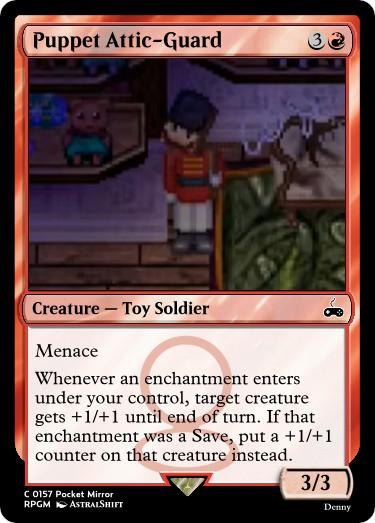 Puppet Attic-Guard 3
Creature — Toy Soldier
Menace
Whenever an enchantment enters
under your control, target creature
gets +1/+1 until end of turn. If that
enchantment was a Save, put a +1/+1
counter on that creature instead.
3/3
C 0157 Pocket Mirror
RPGM AstralShift
Denny